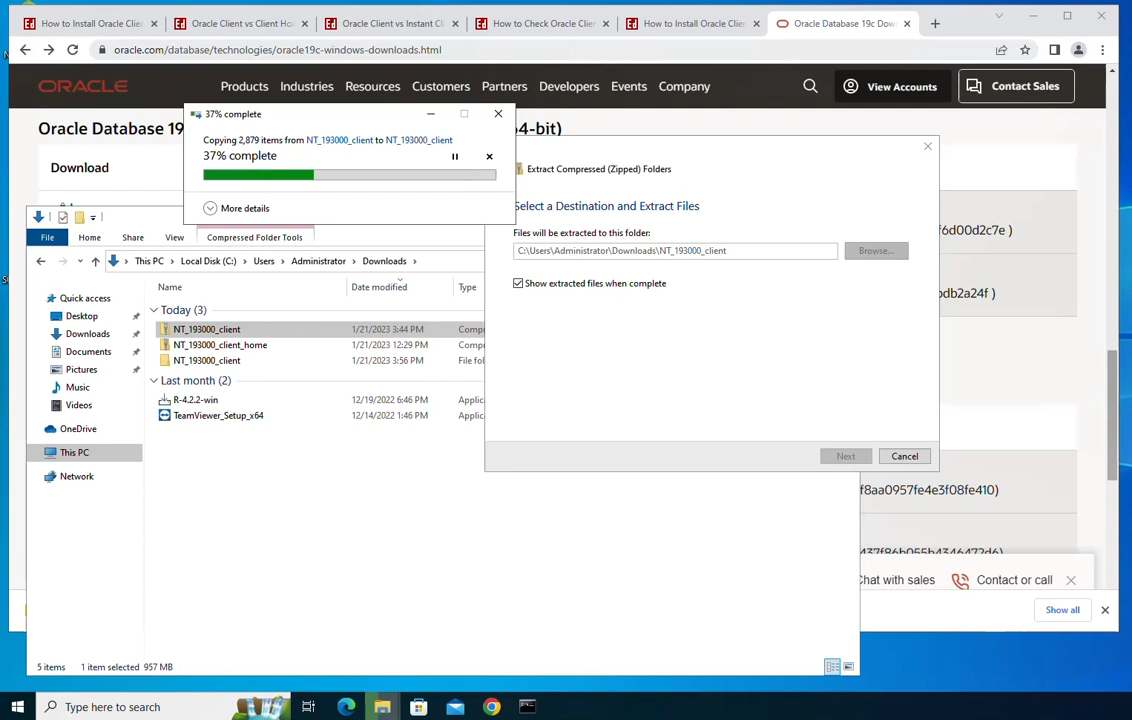 How to Install Oracle Clien
Oracle Client vs Client Ho
Oracle Client vs Instant Cl
How to Check Oracle Clien
How to Install Oracle Clien
Oracle Database 19c Dow
oracle.com/database/technologies/oracle19c-windows-downloads.html
ORACLE
Products
Industries
Resources
Customers
Partners
Developers
Events
Company
View Accounts
Contact Sales
Oracle Database 19
4-bit)
Download
37% complete
Copying 2,879 items from NT_193000_client to NT_193000_client
37% complete
More details
Extract Compressed (Zipped) Folders
Select a Destination and Extract Files
Files will be extracted to this folder:
C:\Users\Administrator\Downloads\NT_193000_client
Browse...
Show extracted files when complete
Next
Cancel
File
Home
Share
View
Compressed Folder Tools
This PC
Local Disk (C:)
Users
Administrator
Downloads
Name
Date modified
Type
Quick access
Desktop
Downloads
Documents
Pictures
Music
Videos
OneDrive
This PC
Network
Today (3)
NT_193000_client 1/21/2023 3:44 PM Compr
NT_193000_client_home 1/21/2023 12:29 PM Compr
NT_193000_client 1/21/2023 3:56 PM File fol
Last month (2)
R-4.2.2-win 12/19/2022 6:46 PM Applica
TeamViewer_Setup_x64 12/14/2022 1:46 PM Applica
5 items
1 item selected 957 MB
f6d00d2c7e )
db2a24f )
f8aa0957fe4e3f08fe410)
437f86b055b4346472d6)
Chat with sales
Contact or call
Show all
Type here to search